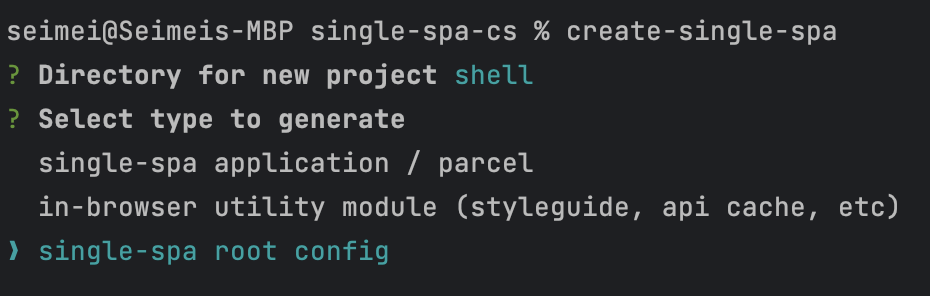 seimei@Seimeis-MBP single-spa-cs % create-single-spa
? Directory for new project shell
? Select type to generate
single-spa application / parcel
in-browser utility module (styleguide, api cache, etc)
❯ single-spa root config